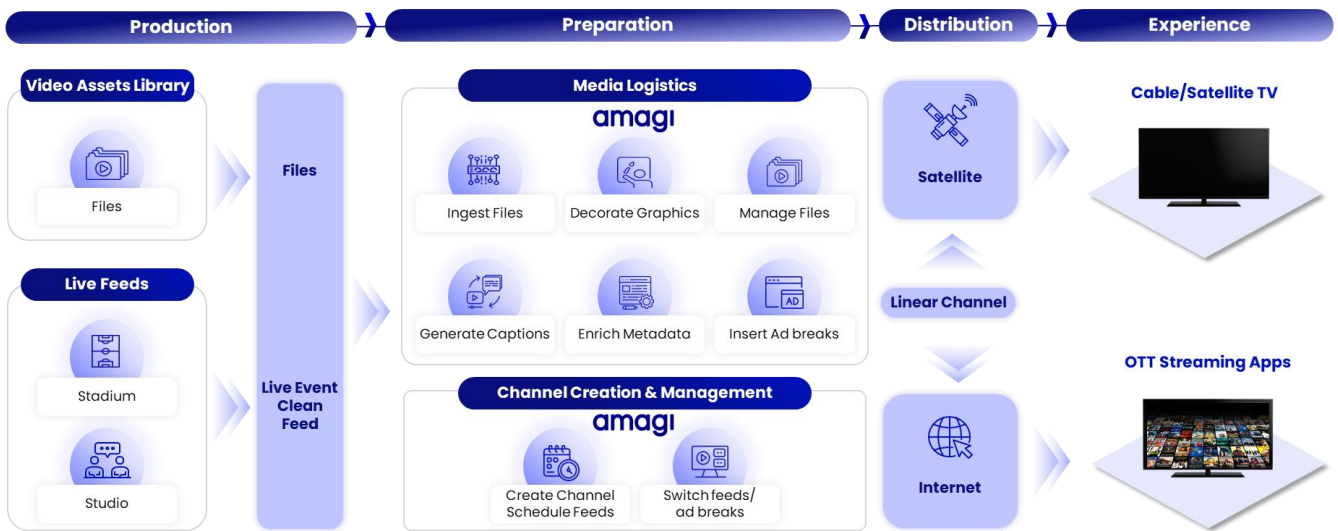 Production
Preparation
Distribution
Experience
Video Assets Library
Files
Live Feeds
Stadium
Studio
Files
Live Event
Clean
Feed
Media Logistics
amagi
Ingest Files
Decorate Graphics
Manage Files
Generate Captions
Enrich Metadata
AD
Insert Ad breaks
Channel Creation & Management
amagi
Create Channel
Schedule Feeds
Switch feeds/
ad breaks
Satellite
Linear Channel
Internet
Cable/Satellite TV
OTT Streaming Apps